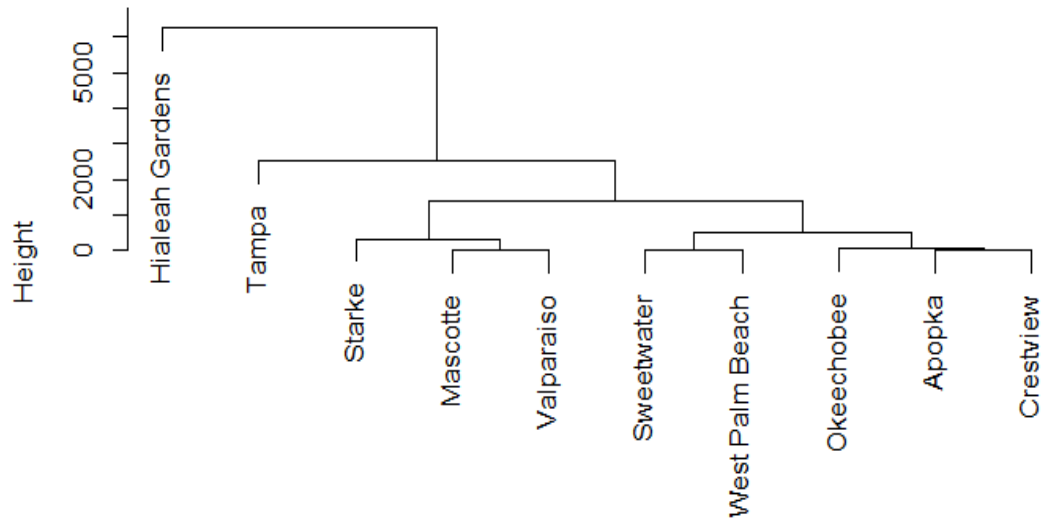 Height
5000
2000
0
Hialeah Gardens
Tampa
Starke
Mascotte
Valparaiso
Sweetwater
West Palm Beach
Okeechobee
Apopka
Crestview